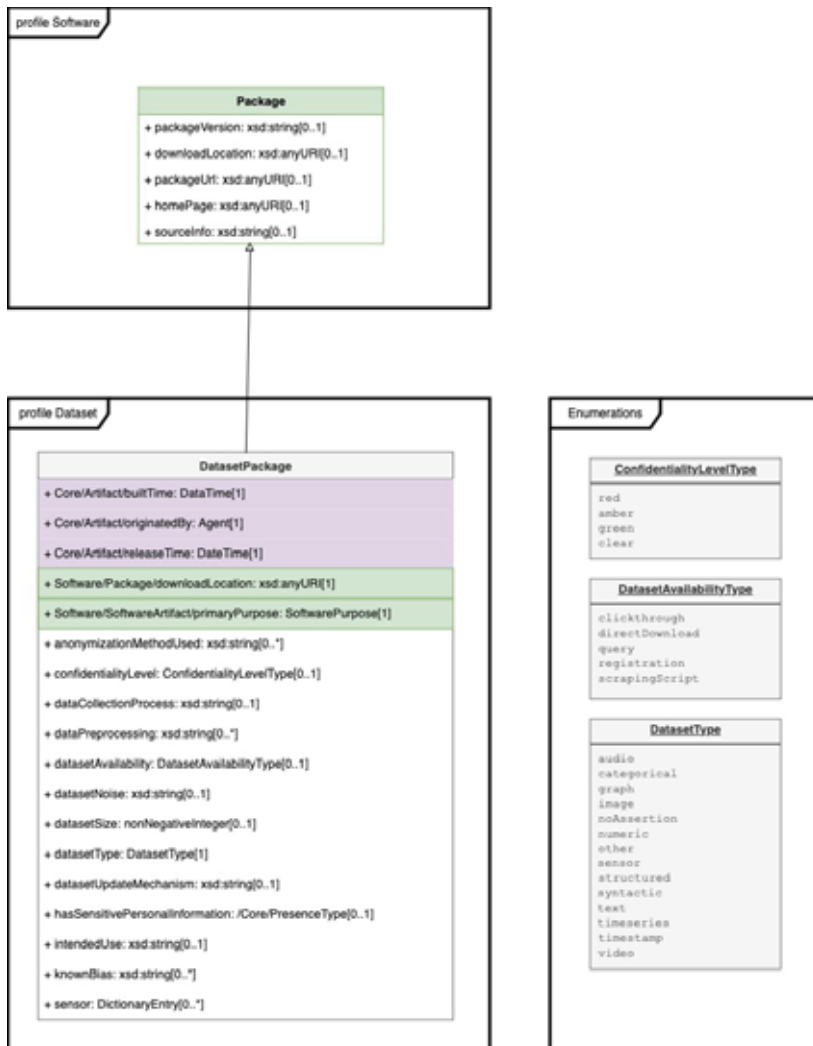 profile Software
Package
+ packageVersion: xsd:string[0..1]
+ downloadLocation: xsd:anyURI[0..1]
+ packageUrl: xsd:anyURI[0..1]
+ homePage: xsd:anyURI[0..1]
+ sourceInfo: xsd:string[0..1]
profile Dataset
DatasetPackage
+ Core/Artifact/builtTime: DataTime[1]
+ Core/Artifact/originatedBy: Agent[1]
+ Core/Artifact/releaseTime: DateTime[1]
+ Software/Package/downloadLocation: xsd:anyURI[1]
+ Software/SoftwareArtifact/primaryPurpose: SoftwarePurpose[1]
+ anonymizationMethodUsed: xsd:string[0..*]
+ confidentialityLevel: ConfidentialityLevelType[0..1]
+ dataCollectionProcess: xsd:string[0..1]
+ dataPreprocessing: xsd:string[0..*]
+ datasetAvailability: DatasetAvailabilityType[0..1]
+ datasetNoise: xsd:string[0..1]
+ datasetSize: nonNegativeInteger[0..1]
+ datasetType: DatasetType[1]
+ datasetUpdateMechanism: xsd:string[0..1]
+ hasSensitivePersonalInformation: /Core/PresenceType[0..1]
+ intendedUse: xsd:string[0..1]
+ knownBias: xsd:string[0..*]
+ sensor: DictionaryEntry[0..*]
Enumerations
ConfidentialityLevelType
red
amber
green
clear
DatasetAvailabilityType
clickthrough
directDownload
query
registration
scrapingScript
DatasetType
audio
categorical
graph
image
noAssertion
numeric
other
sensor
structured
syntactic
text
timeseries
timestamp
video